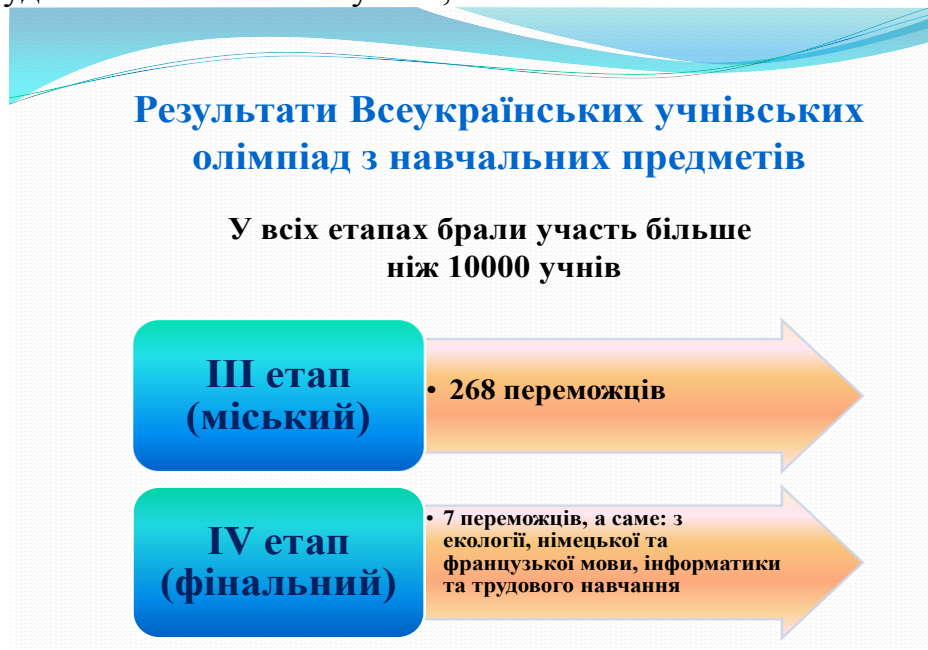 Результати Всеукраїнських учнівських
олімпіад з навчальних предметів
У всіх етапах брали участь більше
ніж 10000 учнів
III етап
(міський)
• 268 переможців
IV етап
(фінальний)
• 7 переможців, а саме: з
екології, німецької та
французької мови, інформатики
та трудового навчання